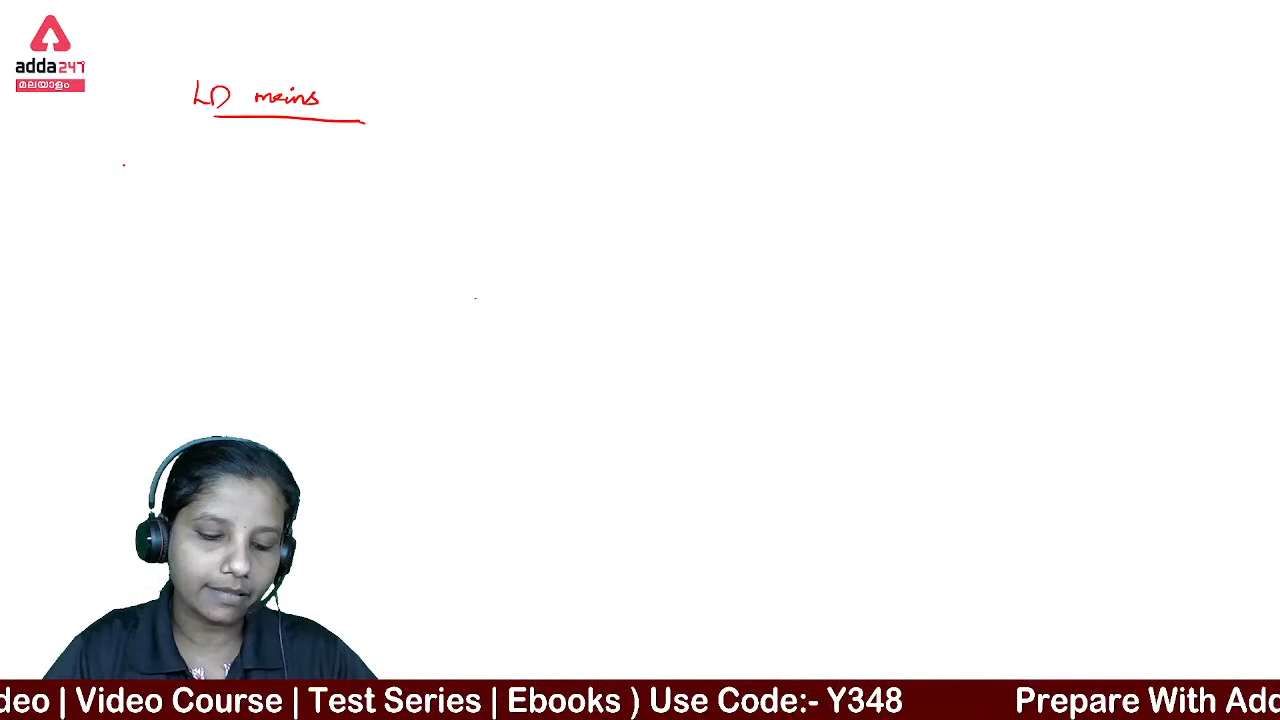 adda247
മലയാളം
LD mains
deo | Video Course | Test Series | Ebooks ) Use Code:- Y348 Prepare With Add